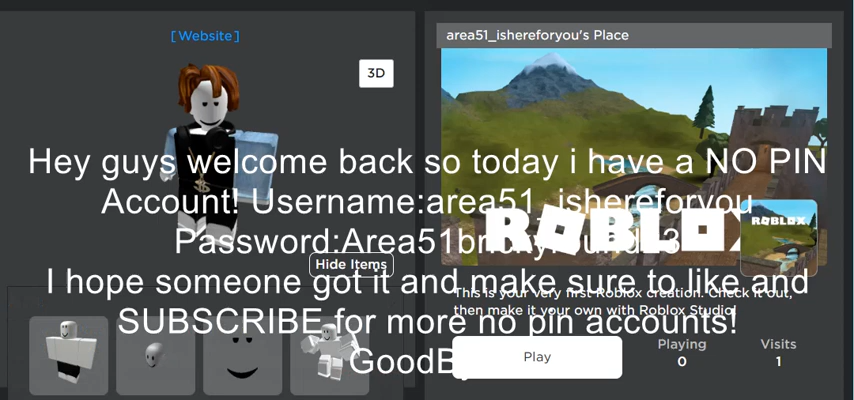 [Website]
3D
area51_ishereforyou's Place
Hey guys welcome back so today i have a NO PIN
Account! Username:area51_ishereforyou
ROBLOX
ROBLOX
Hide Items
I hope someone got it and make sure to like and
This is your very first Roblox creation. Check it out,
then make it your own with Roblox Studio!
SUBSCRIBE for more no pin accounts!
Play
Playing
0
Visits
1